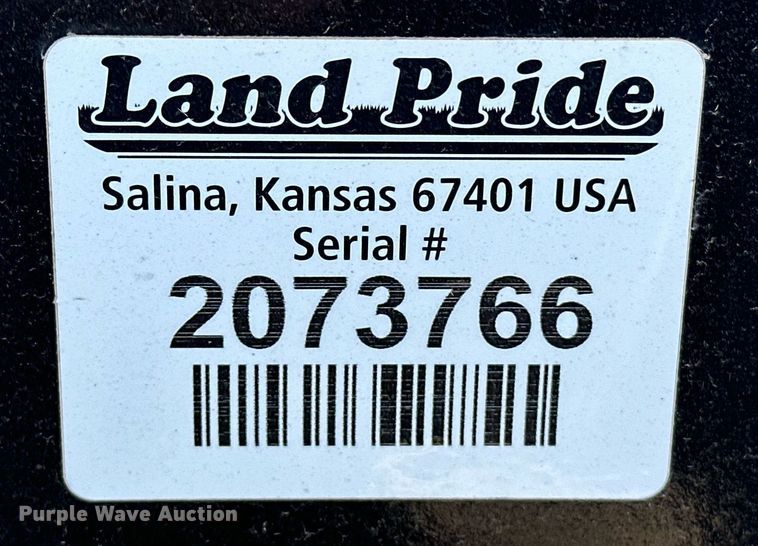 Land Pride
Salina, Kansas 67401 USA
Serial #
2073766
Purple Wave Auction